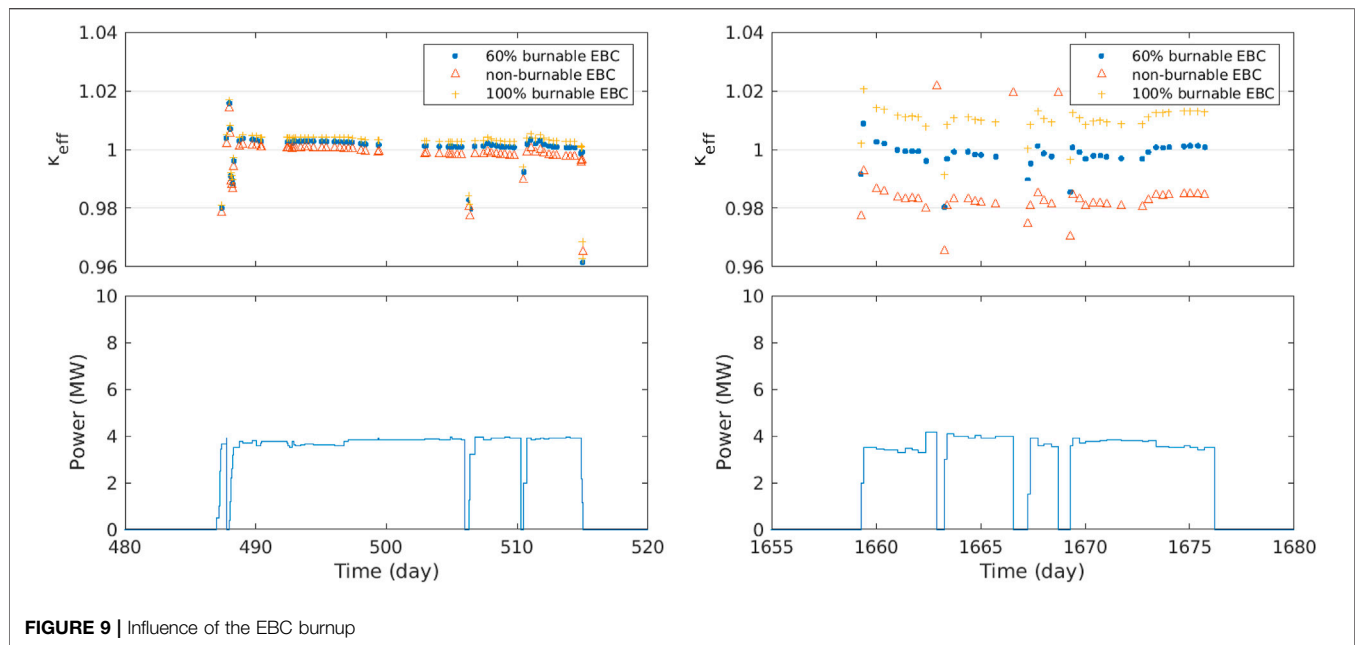 1.04
1.02
1
0.98
0.96
κeff
60% burnable EBC
non-burnable EBC
100% burnable EBC
10
8
6
4
2
0
Power (MW)
480 490 500 510 520
Time (day)
1.04
1.02
1
0.98
0.96
κeff
60% burnable EBC
non-burnable EBC
100% burnable EBC
10
8
6
4
2
0
Power (MW)
1655 1660 1665 1670 1675 1680
Time (day)
FIGURE 9 | Influence of the EBC burnup